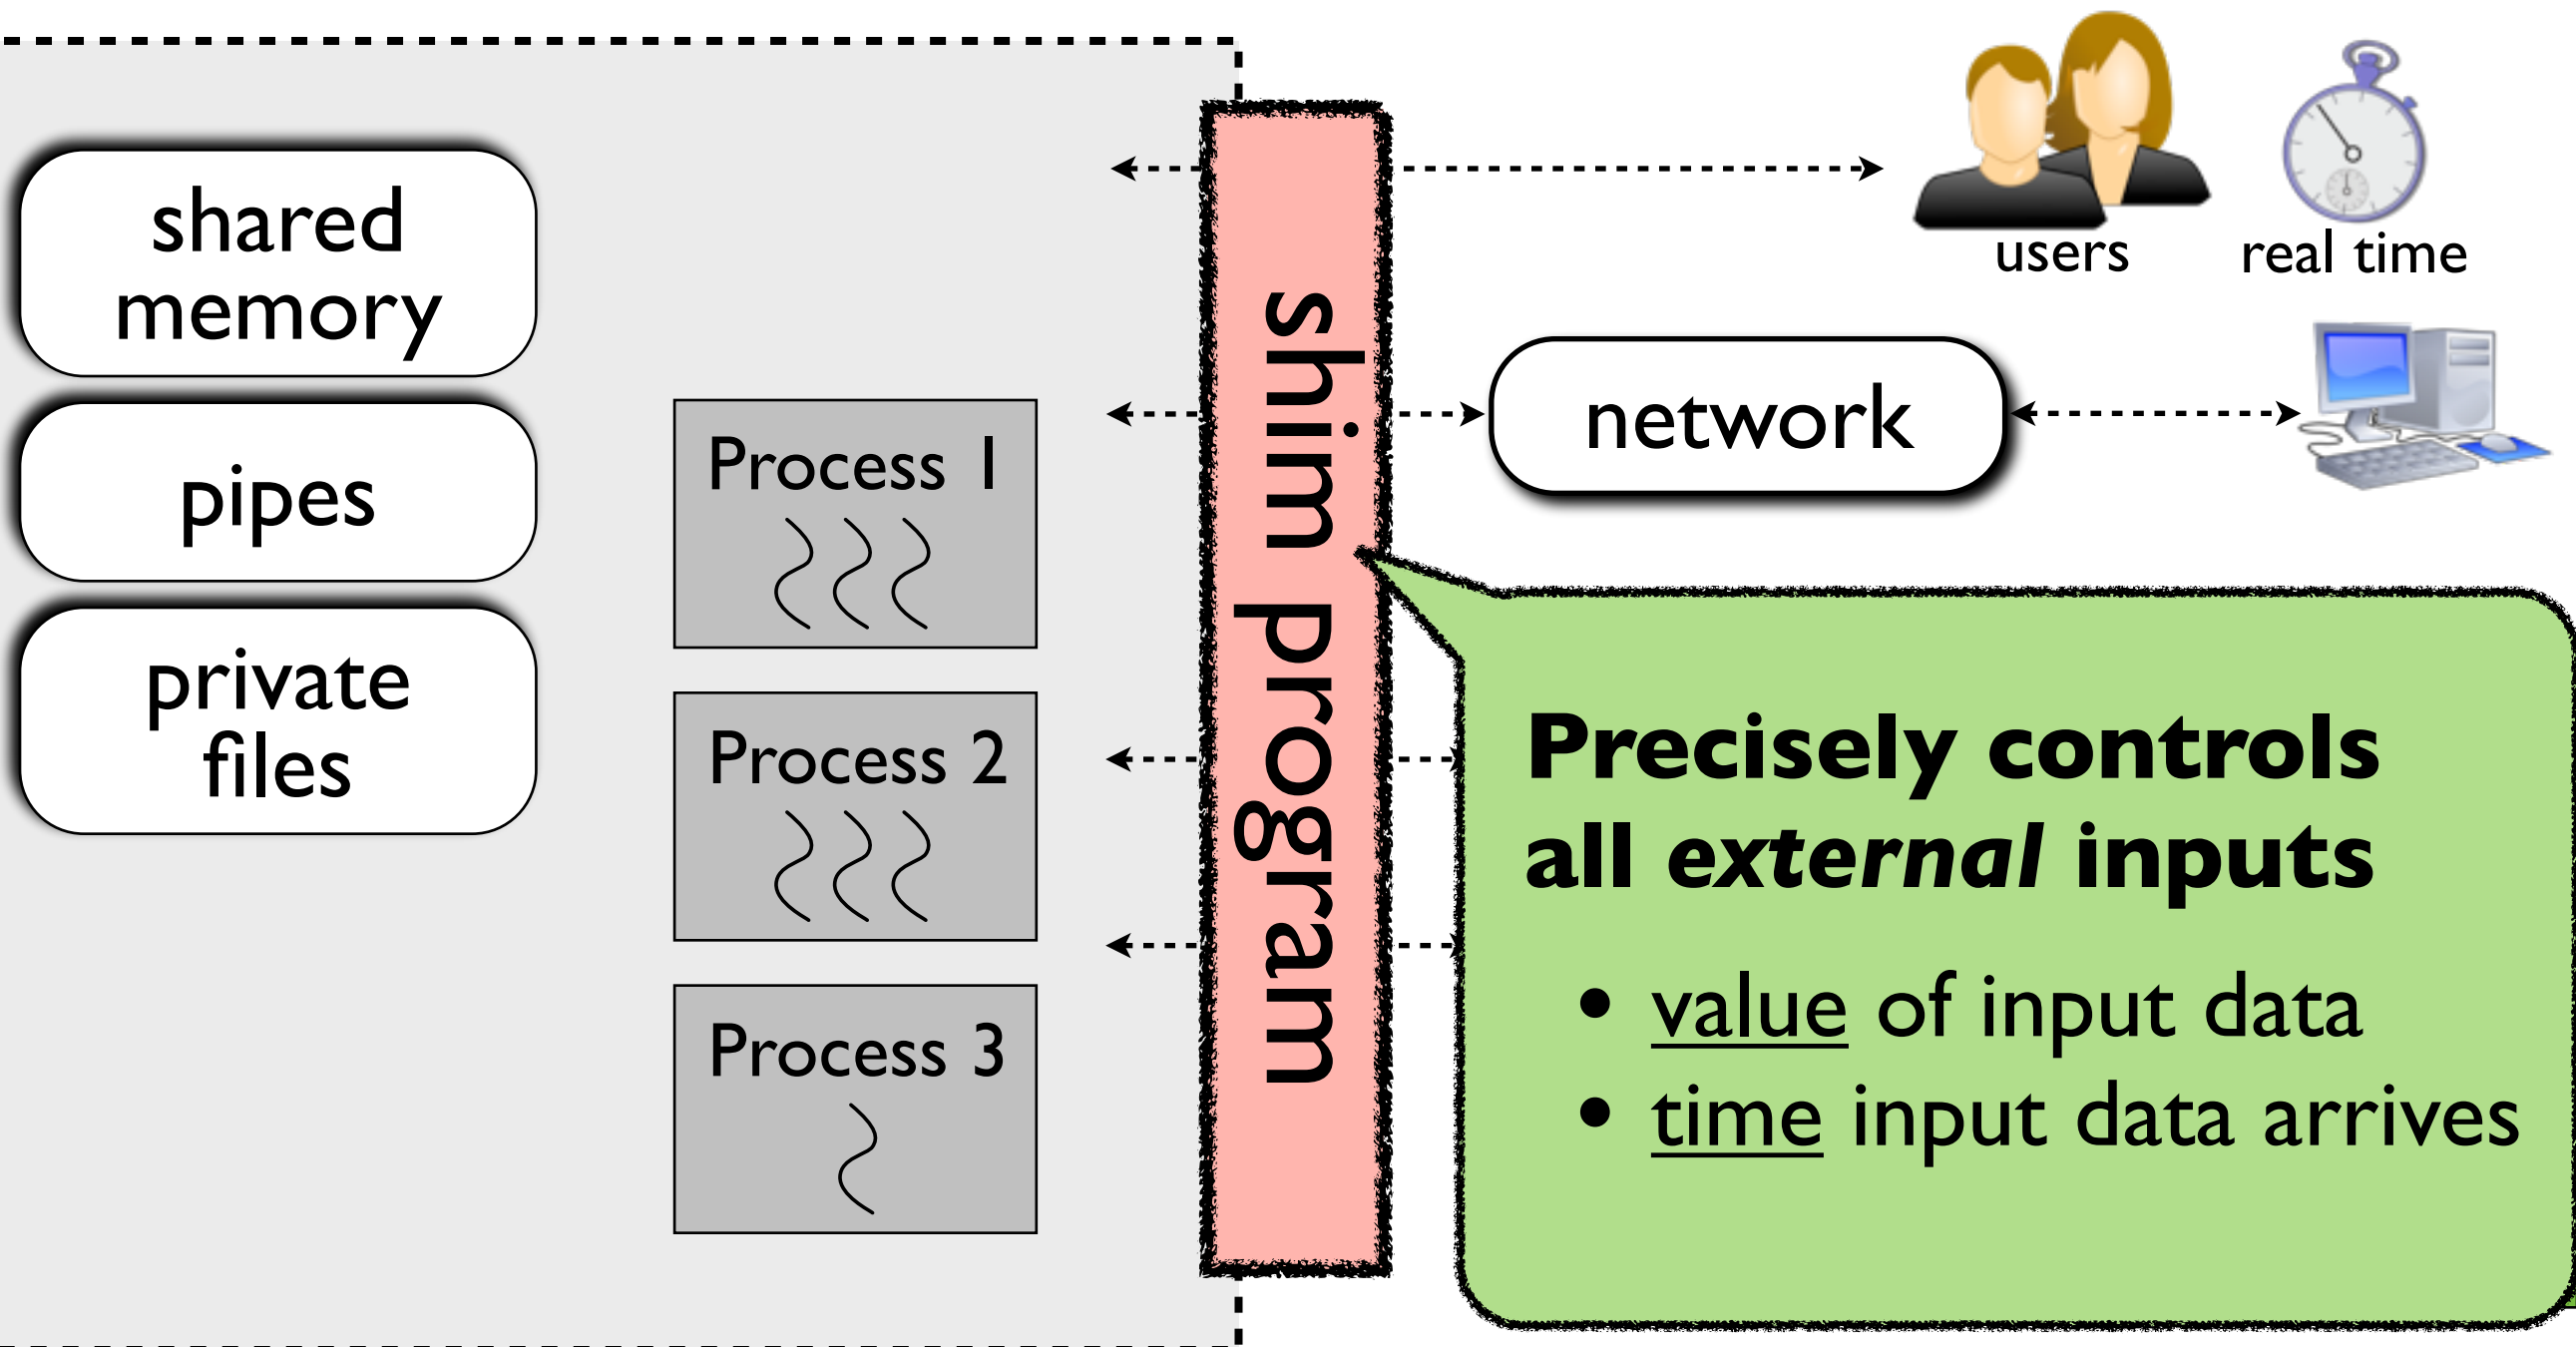 shared
memory
pipes
private
files
Process 1
Process 2
Process 3
shim program
users
real time
network
Precisely controls
all external inputs
• value of input data
• time input data arrives